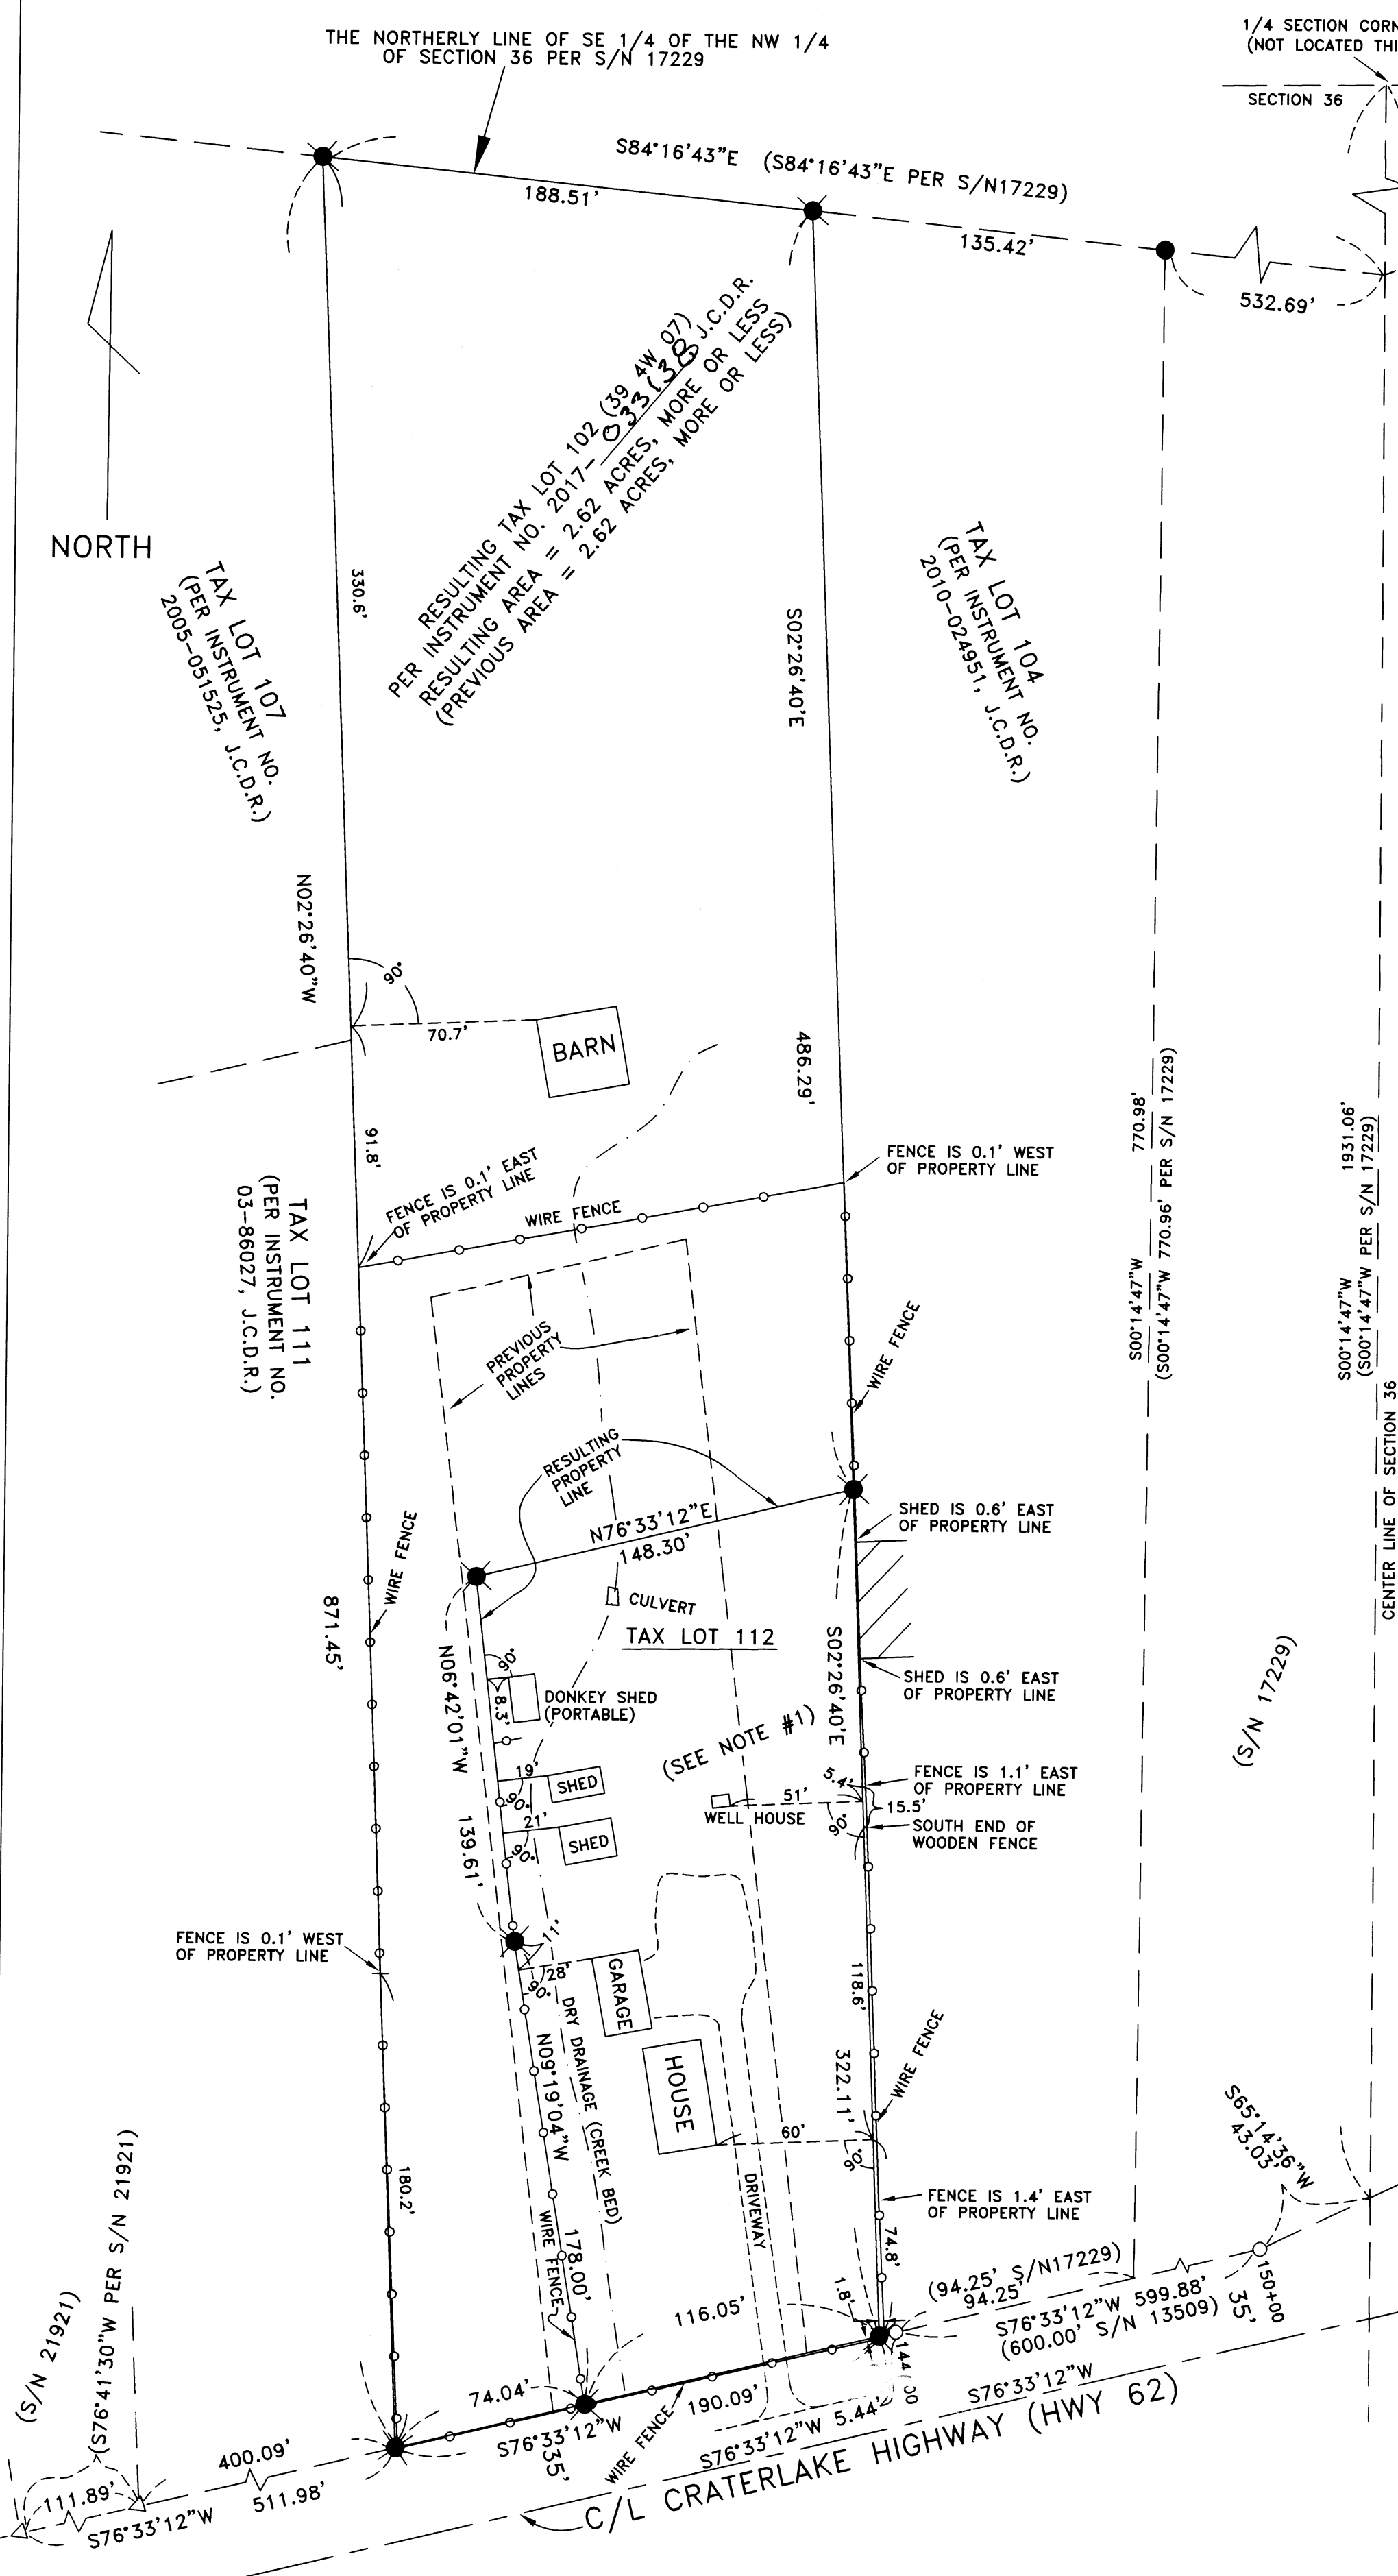 THE NORTHERLY LINE OF SE 1/4 OF THE NW 1/4
OF SECTION 36 PER S/N 17229
1/4 SECTION CORN
(NOT LOCATED THI
SECTION 36
S84°16'43"E (S84°16'43"E PER S/N17229)
188.51'
135.42'
532.69'
NORTH
RESULTING TAX LOT 102 (39 4W 07)
PER INSTRUMENT NO. 2017-033138 J.C.D.R.
RESULTING AREA = 2.62 ACRES, MORE OR LESS
(PREVIOUS AREA = 2.62 ACRES, MORE OR LESS)
TAX LOT 107
(PER INSTRUMENT NO.
2005-051525, J.C.D.R.)
330.6'
S02°26'40'E
TAX LOT 104
(PER INSTRUMENT NO.
2010-024951, J.C.D.R.)
N02°26'40"W
90°
70.7'
BARN
486.29'
91.8'
FENCE IS 0.1' EAST
OF PROPERTY LINE
WIRE FENCE
FENCE IS 0.1' WEST
OF PROPERTY LINE
S00°14'47"W 770.98'
(S00°14'47"W 770.96' PER S/N 17229)
S00°14'47"W 1931.06'
(S00°14'47"W PER S/N 17229)
CENTER LINE OF SECTION 36
TAX LOT 111
(PER INSTRUMENT NO.
03-86027, J.C.D.R.)
PREVIOUS
PROPERTY
LINES
WIRE FENCE
RESULTING
PROPERTY
LINE
N76°33'12"E
148.30'
WIRE FENCE
871.45'
CULVERT
TAX LOT 112
SHED IS 0.6' EAST
OF PROPERTY LINE
SHED IS 0.6' EAST
OF PROPERTY LINE
S02°26'40'E
N06°42'01"W
90°
8.3'
DONKEY SHED
(PORTABLE)
(SEE NOTE #1)
(S/N 17229)
19'
90°
SHED
21'
90°
SHED
139.61'
51'
WELL HOUSE
5.4'
90°
15.5'
FENCE IS 1.1' EAST
OF PROPERTY LINE
SOUTH END OF
WOODEN FENCE
FENCE IS 0.1' WEST
OF PROPERTY LINE
11'
28'
90°
GARAGE
HOUSE
DRY DRAINAGE (CREEK BED)
N09°19'04"W
118.6'
322.11'
WIRE FENCE
60'
90°
DRIVEWAY
FENCE IS 1.4' EAST
OF PROPERTY LINE
S65°14'36"W
43.03'
180.2'
178.00'
WIRE FENCE
74.8'
1.8'
116.05'
(94.25' S/N17229)
94.25'
S76°33'12"W 599.88'
(600.00' S/N 13509)
150+00
35'
(S/N 21921)
(S76°41'30"W PER S/N 21921)
74.04'
190.09'
S76°33'12"W
35'
WIRE FENCE
S76°33'12"W 5.44'
S76°33'12"W
400.09'
511.98'
111.89'
S76°33'12"W
C/L CRATERLAKE HIGHWAY (HWY 62)